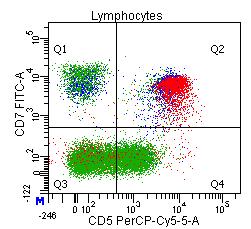 Lymphocytes
Q1
Q2
CD7 FITC-A
10^5
10^4
10^3
10^2
0
-122
Q3
Q4
M
-246
0 10^2
10^3
10^4
10^5
CD5 PerCP-Cy5-5-A